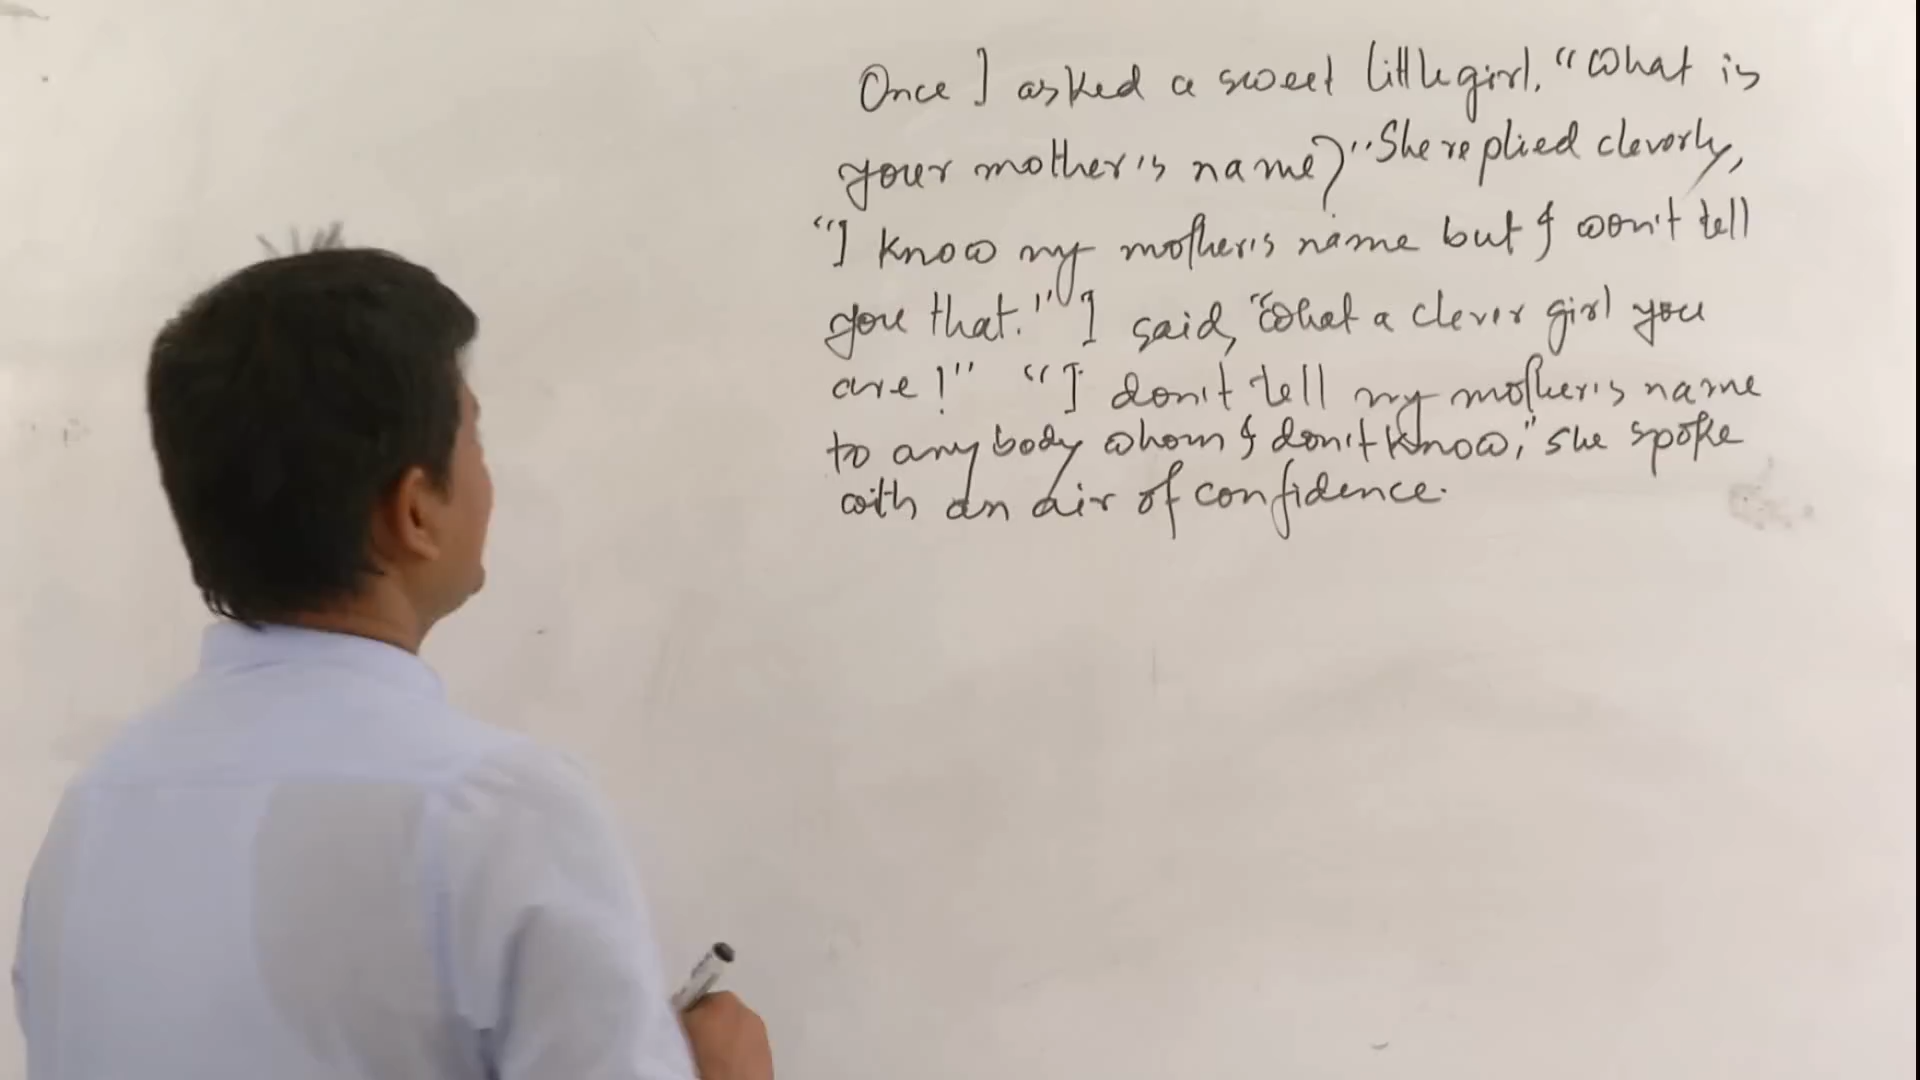 Once I asked a sweet little girl, "What is
your mother's name?" She replied cleverly,
"I know my mother's name but I won't tell
you that." I said, "What a clever girl you
are!" "I don't tell my mother's name
to anybody whom I don't know," she spoke
with an air of confidence.